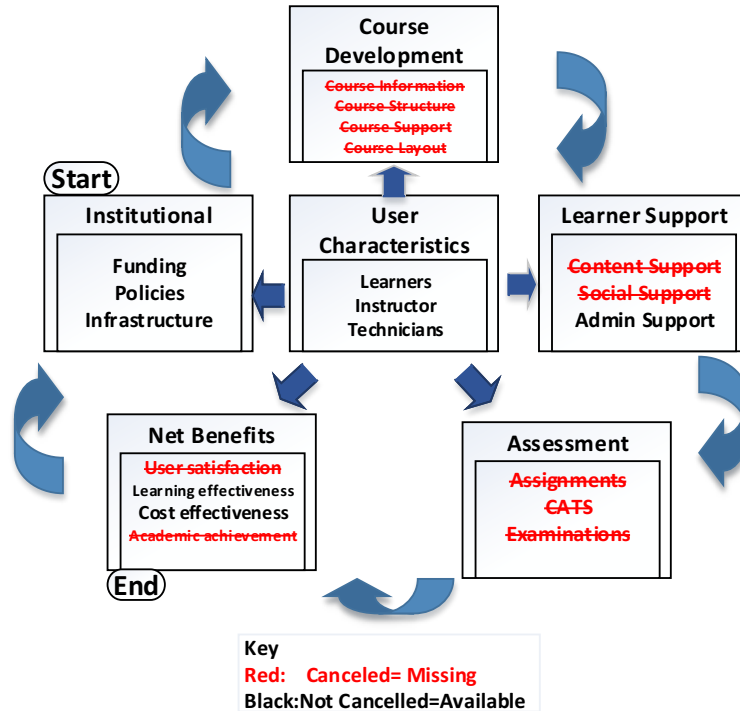 Course
Development
Course Information
Course Structure
Course Support
Course Layout
Start
Institutional
Funding
Policies
Infrastructure
User
Characteristics
Learners
Instructor
Technicians
Learner Support
Content Support
Social Support
Admin Support
Net Benefits
User satisfaction
Learning effectiveness
Cost effectiveness
Academic achievement
End
Assessment
Assignments
CATS
Examinations
Key
Red: Canceled= Missing
Black:Not Cancelled=Available